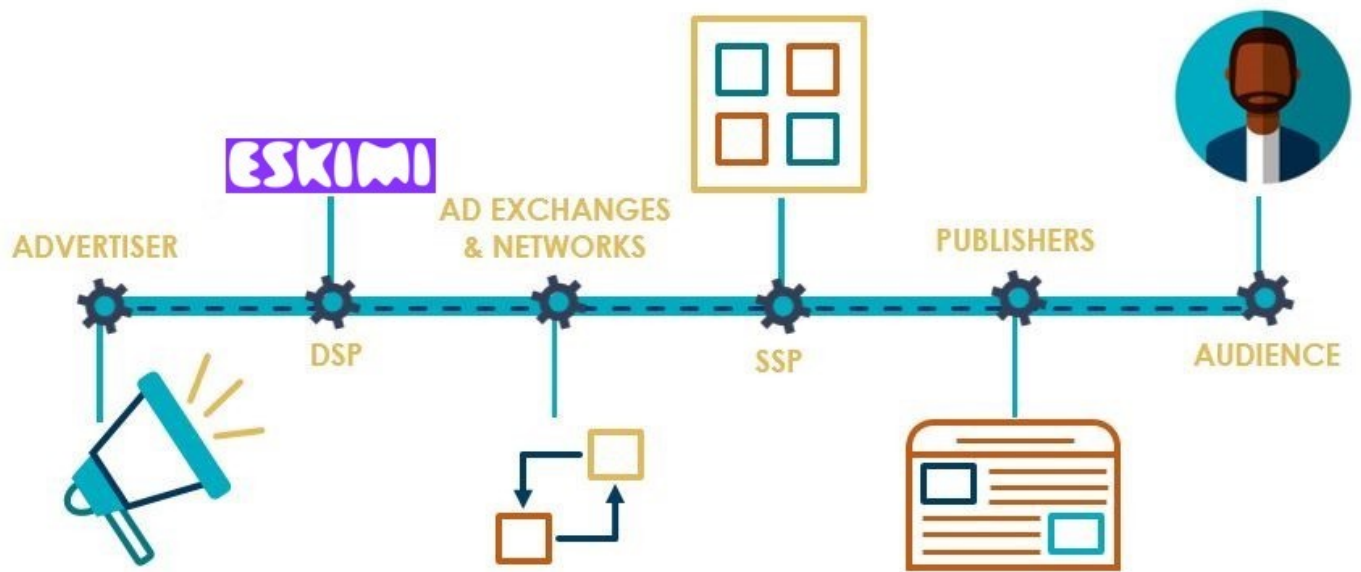 ESKIMI
ADVERTISER
AD EXCHANGES
& NETWORKS
PUBLISHERS
DSP
SSP
AUDIENCE